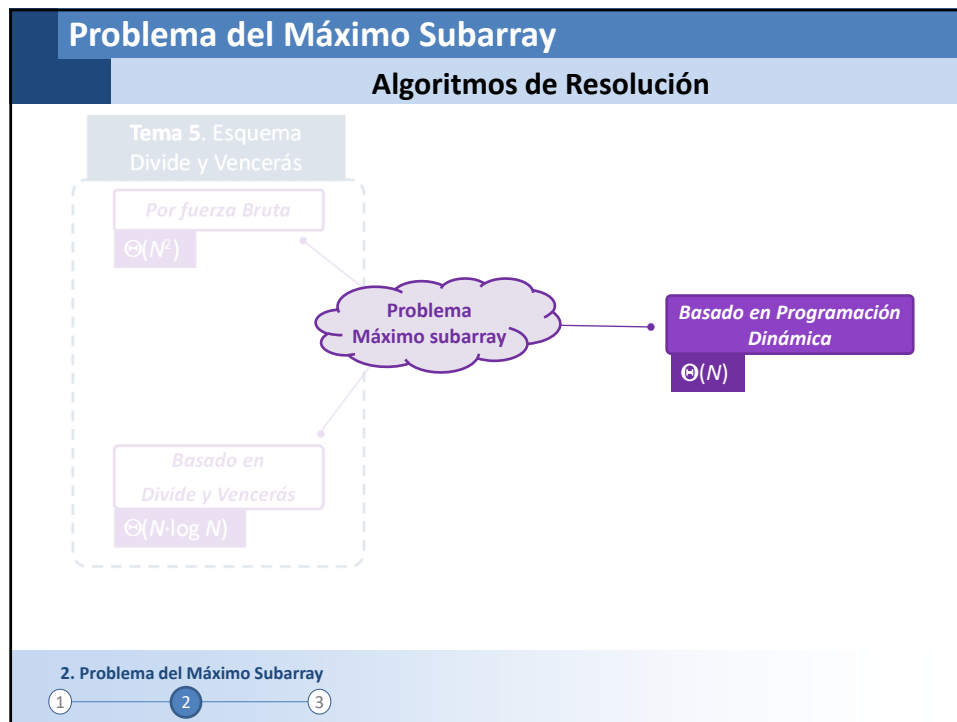 Problema del Máximo Subarray
Algoritmos de Resolución
Tema 5. Esquema
Divide y Vencerás
Por fuerza Bruta
Θ(N²)
Problema
Máximo subarray
Basado en Programación
Dinámica
Θ(N)
Basado en
Divide y Vencerás
Θ(N·log N)
2. Problema del Máximo Subarray
1 2 3